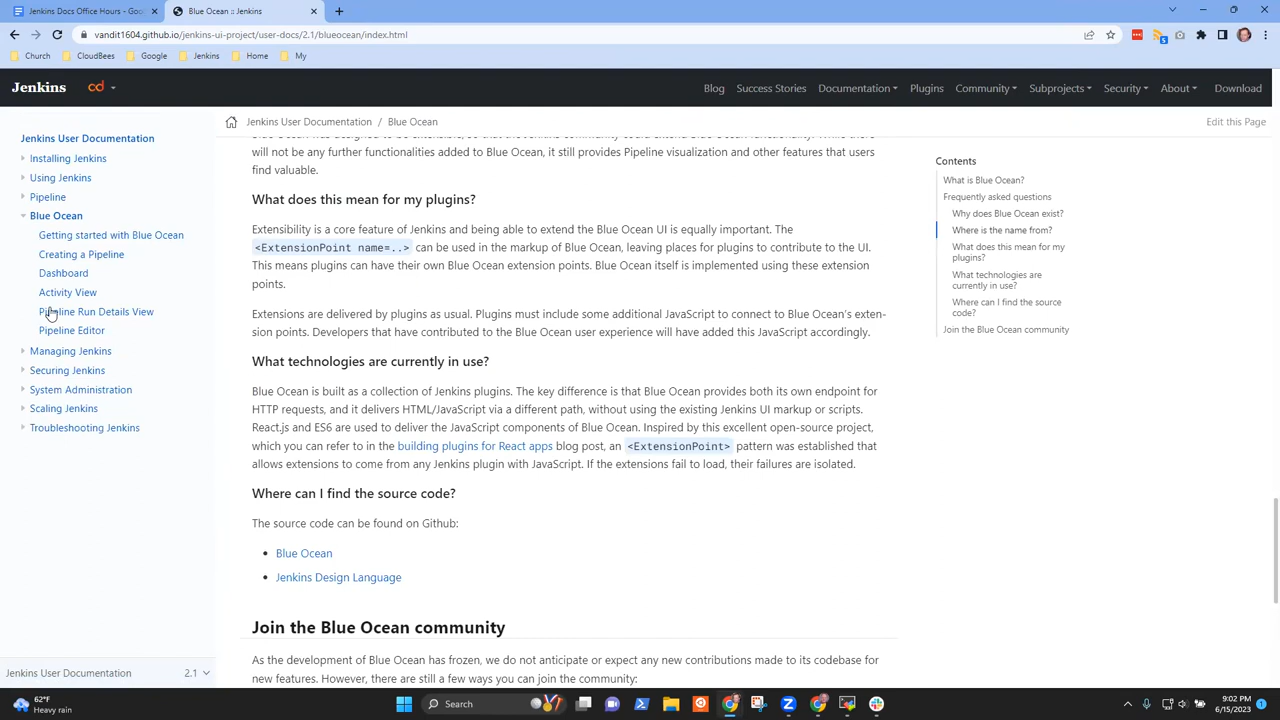 Jenkins Docs Office Hours - Goo
Blue Ocean :: Jenkins
vandit1604.github.io/jenkins-ui-project/user-docs/2.1/blueocean/index.html
Church
CloudBees
Google
Jenkins
Home
My
Jenkins
cd
Blog
Success Stories
Documentation
Plugins
Community
Subprojects
Security
About
Download
Jenkins User Documentation / Blue Ocean
Edit this Page
Jenkins User Documentation
Installing Jenkins
Using Jenkins
Pipeline
Blue Ocean
Getting started with Blue Ocean
Creating a Pipeline
Dashboard
Activity View
Pipeline Run Details View
Pipeline Editor
Managing Jenkins
Securing Jenkins
System Administration
Scaling Jenkins
Troubleshooting Jenkins
Jenkins User Documentation
2.1
will not be any further functionalities added to Blue Ocean, it still provides Pipeline visualization and other features that users
find valuable.
What does this mean for my plugins?
Extensibility is a core feature of Jenkins and being able to extend the Blue Ocean UI is equally important. The
<ExtensionPoint name=..> can be used in the markup of Blue Ocean, leaving places for plugins to contribute to the UI.
This means plugins can have their own Blue Ocean extension points. Blue Ocean itself is implemented using these extension
points.
Extensions are delivered by plugins as usual. Plugins must include some additional JavaScript to connect to Blue Ocean's exten-
sion points. Developers that have contributed to the Blue Ocean user experience will have added this JavaScript accordingly.
What technologies are currently in use?
Blue Ocean is built as a collection of Jenkins plugins. The key difference is that Blue Ocean provides both its own endpoint for
HTTP requests, and it delivers HTML/JavaScript via a different path, without using the existing Jenkins UI markup or scripts.
React.js and ES6 are used to deliver the JavaScript components of Blue Ocean. Inspired by this excellent open-source project,
which you can refer to in the building plugins for React apps blog post, an <ExtensionPoint> pattern was established that
allows extensions to come from any Jenkins plugin with JavaScript. If the extensions fail to load, their failures are isolated.
Where can I find the source code?
The source code can be found on Github:
Blue Ocean
Jenkins Design Language
Join the Blue Ocean community
As the development of Blue Ocean has frozen, we do not anticipate or expect any new contributions made to its codebase for
new features. However, there are still a few ways you can join the community:
Contents
What is Blue Ocean?
Frequently asked questions
Why does Blue Ocean exist?
Where is the name from?
What does this mean for my
plugins?
What technologies are
currently in use?
Where can I find the source
code?
Join the Blue Ocean community
62°F
Heavy rain
Search
9:02 PM
6/15/2023